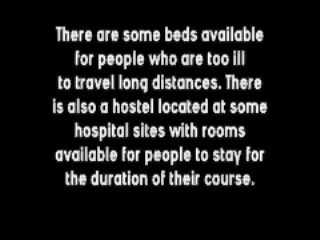 There are some beds available
for people who are too ill
to travel long distances. There
is also a hostel located at some
hospital sites with rooms
available for people to stay for
the duration of their course.